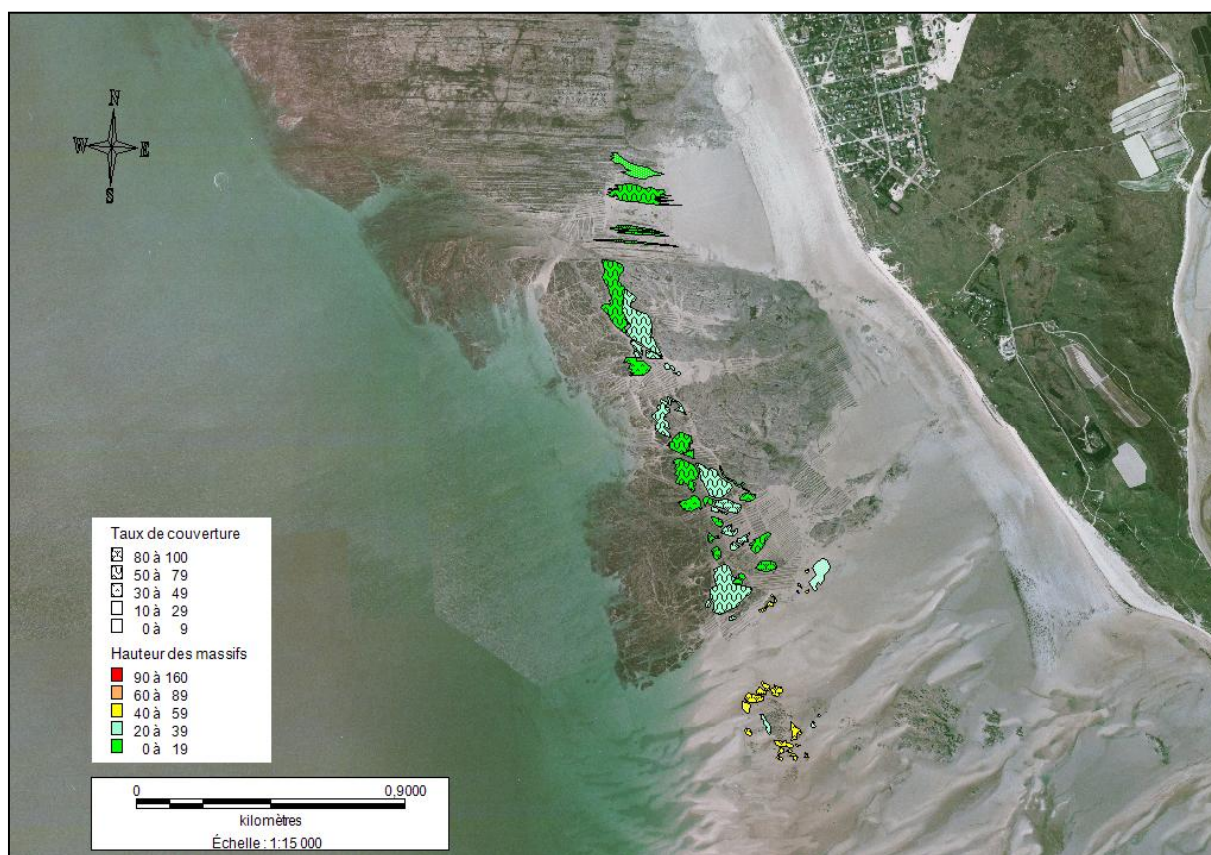 N
W E
S
Taux de couverture
80 à 100
50 à 79
30 à 49
10 à 29
0 à 9
Hauteur des massifs
90 à 160
60 à 89
40 à 59
20 à 39
0 à 19
0 0,9000
kilomètres
Échelle : 1:15 000